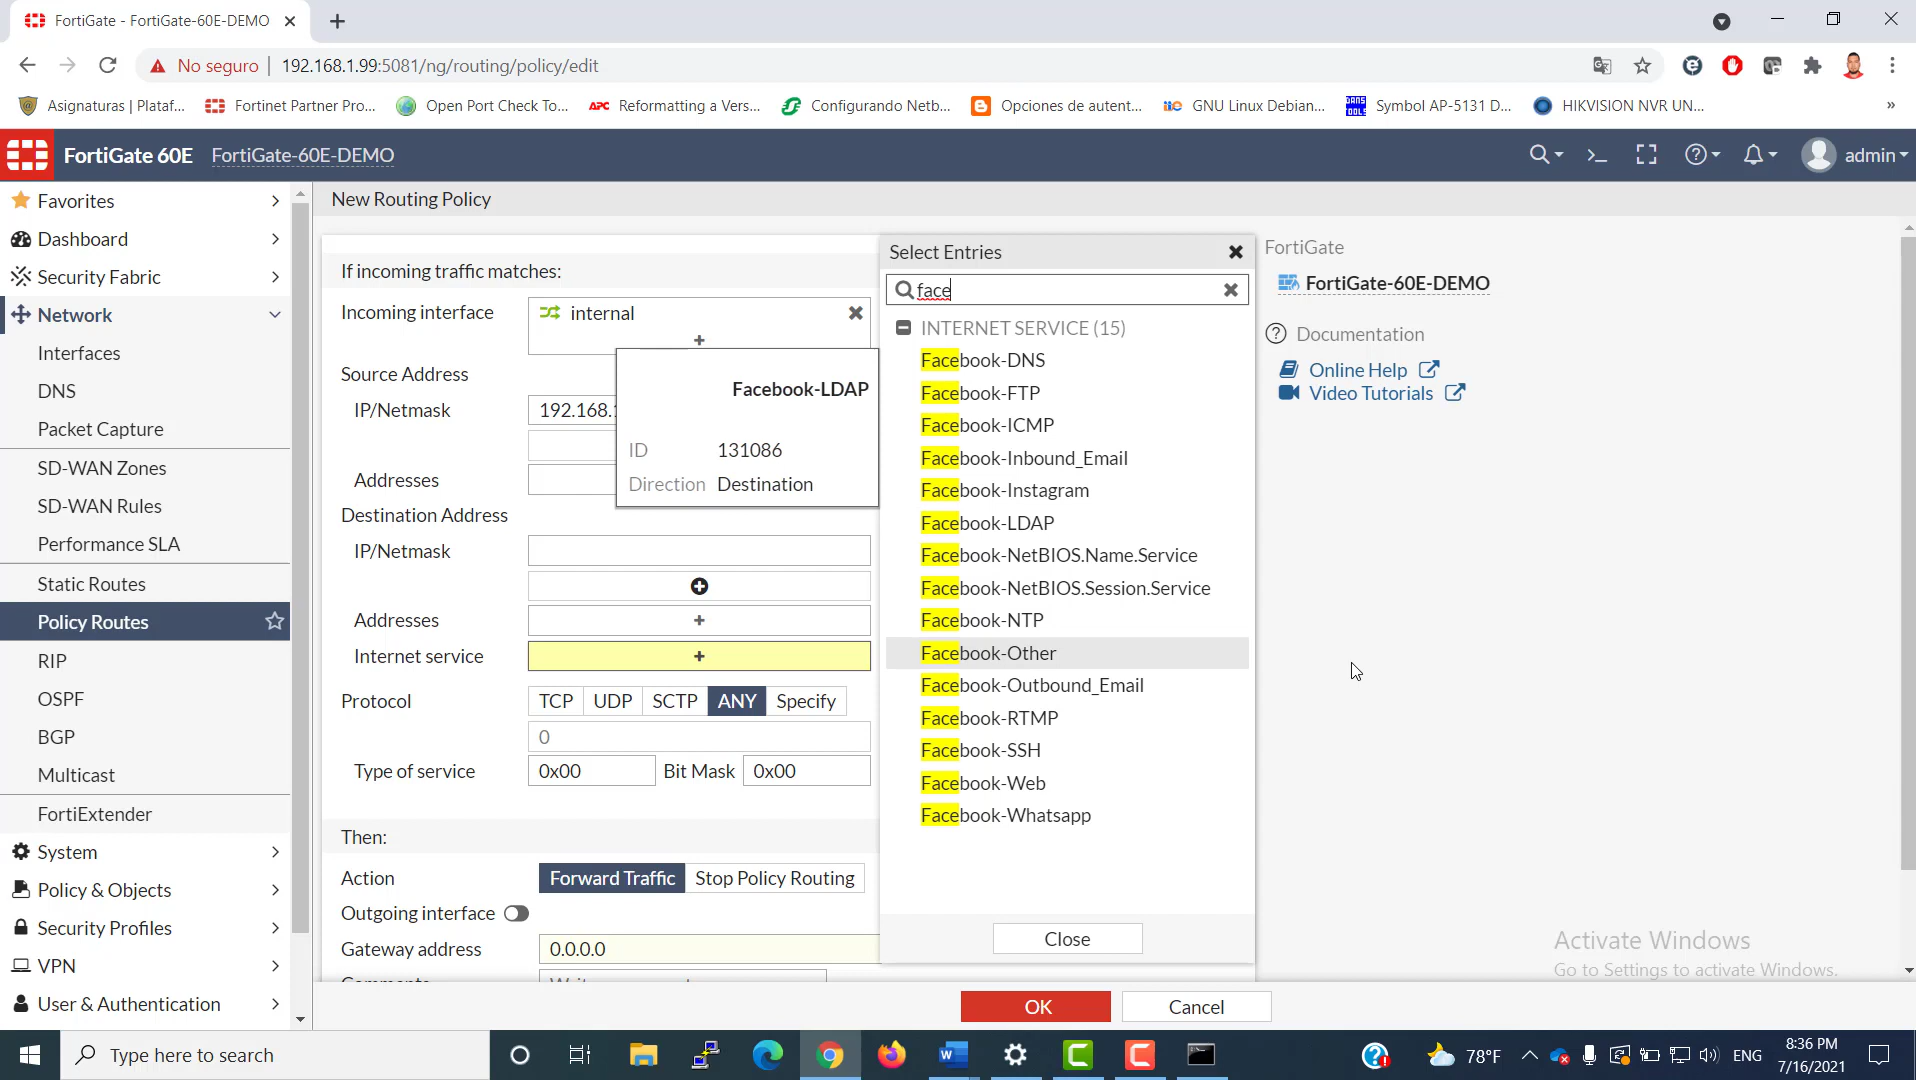 FortiGate - FortiGate-60E-DEMO
No seguro
192.168.1.99:5081/ng/routing/policy/edit
Asignaturas | Plataf...
Fortinet Partner Pro...
Open Port Check To...
APC
Reformatting a Vers...
Configurando Netb...
Opciones de autent...
GNU Linux Debian...
Symbol AP-5131 D...
HIKVISION NVR UN...
»
FortiGate 60E
FortiGate-60E-DEMO
admin
Favorites
Dashboard
Security Fabric
Network
Interfaces
DNS
Packet Capture
SD-WAN Zones
SD-WAN Rules
Performance SLA
Static Routes
Policy Routes
RIP
OSPF
BGP
Multicast
FortiExtender
System
Policy & Objects
Security Profiles
VPN
User & Authentication
New Routing Policy
If incoming traffic matches:
Incoming interface
internal
Source Address
IP/Netmask
192.168.
Addresses
Destination Address
IP/Netmask
Addresses
Internet service
Protocol
TCP
UDP
SCTP
ANY
Specify
0
Type of service
0x00
Bit Mask
0x00
Then:
Action
Forward Traffic
Stop Policy Routing
Outgoing interface
Gateway address
0.0.0.0
Facebook-LDAP
ID 131086
Direction Destination
Select Entries
face
INTERNET SERVICE (15)
Facebook-DNS
Facebook-FTP
Facebook-ICMP
Facebook-Inbound_Email
Facebook-Instagram
Facebook-LDAP
Facebook-NetBIOS.Name.Service
Facebook-NetBIOS.Session.Service
Facebook-NTP
Facebook-Other
Facebook-Outbound_Email
Facebook-RTMP
Facebook-SSH
Facebook-Web
Facebook-Whatsapp
Close
OK
Cancel
FortiGate
FortiGate-60E-DEMO
Documentation
Online Help
Video Tutorials
Activate Windows
Go to Settings to activate Windows.
Type here to search
78°F
ENG
8:36 PM
7/16/2021